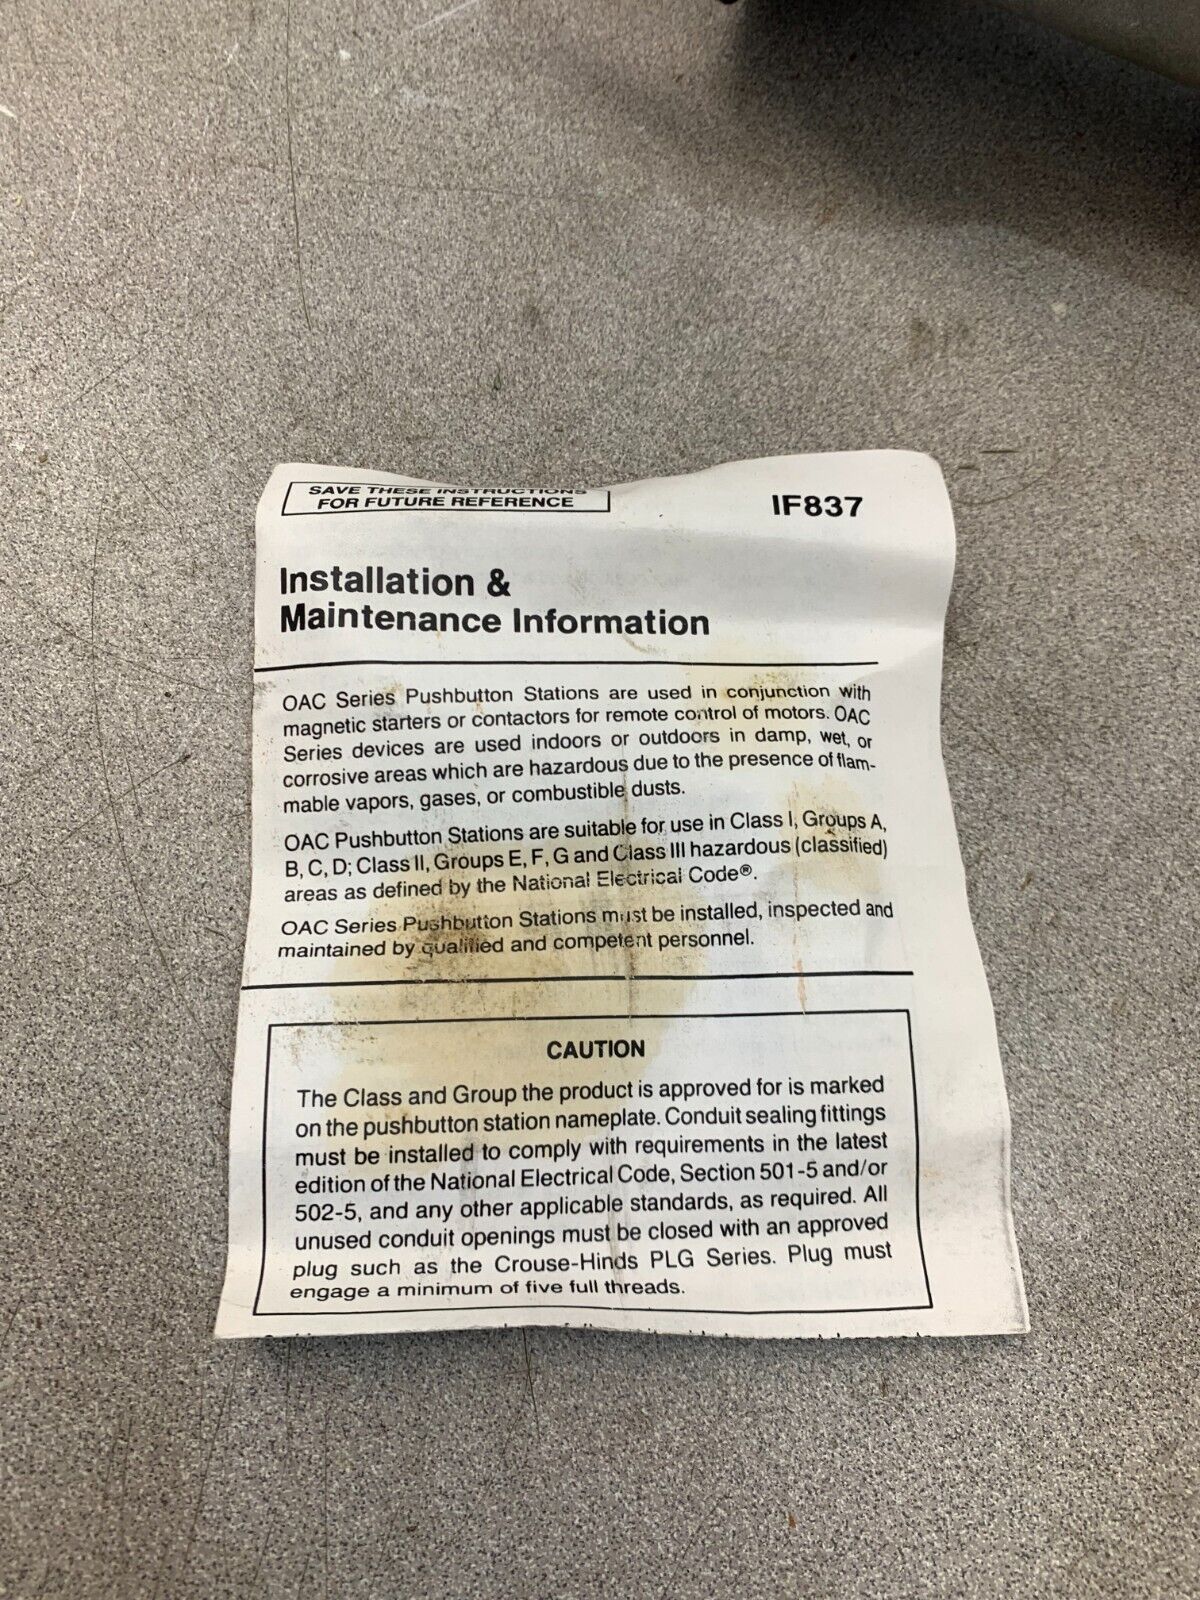 SAVE THESE INSTRUCTIONS
FOR FUTURE REFERENCE
IF837
Installation &
Maintenance Information
OAC Series Pushbutton Stations are used in conjunction with
magnetic starters or contactors for remote control of motors. OAC
Series devices are used indoors or outdoors in damp, wet, or
corrosive areas which are hazardous due to the presence of flam-
mable vapors, gases, or combustible dusts.
OAC Pushbutton Stations are suitable for use in Class I, Groups A,
B, C, D; Class II, Groups E, F, G and Class III hazardous (classified)
areas as defined by the National Electrical Code®.
OAC Series Pushbutton Stations must be installed, inspected and
maintained by qualified and competent personnel.
CAUTION
The Class and Group the product is approved for is marked
on the pushbutton station nameplate. Conduit sealing fittings
must be installed to comply with requirements in the latest
edition of the National Electrical Code, Section 501-5 and/or
502-5, and any other applicable standards, as required. All
unused conduit openings must be closed with an approved
plug such as the Crouse-Hinds PLG Series. Plug must
engage a minimum of five full threads.